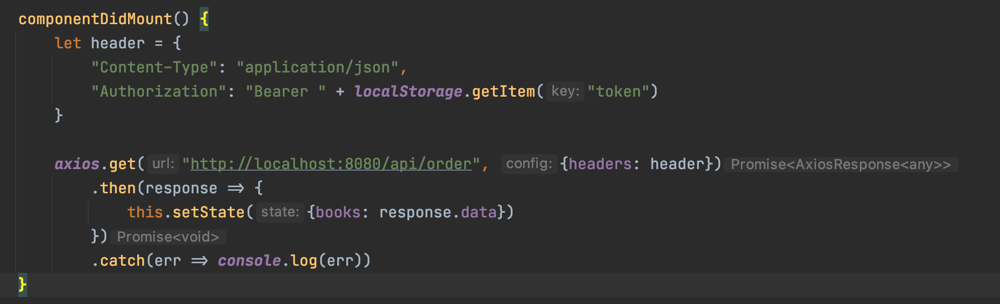 componentDidMount() {
let header = {
"Content-Type": "application/json",
"Authorization": "Bearer " + localStorage.getItem( key: "token")
}
axios.get( url: "http://localhost:8080/api/order", config: {headers: header}) Promise<AxiosResponse<any>>
.then(response => {
this.setState( state: {books: response.data})
}) Promise<void>
.catch(err => console.log(err))
}